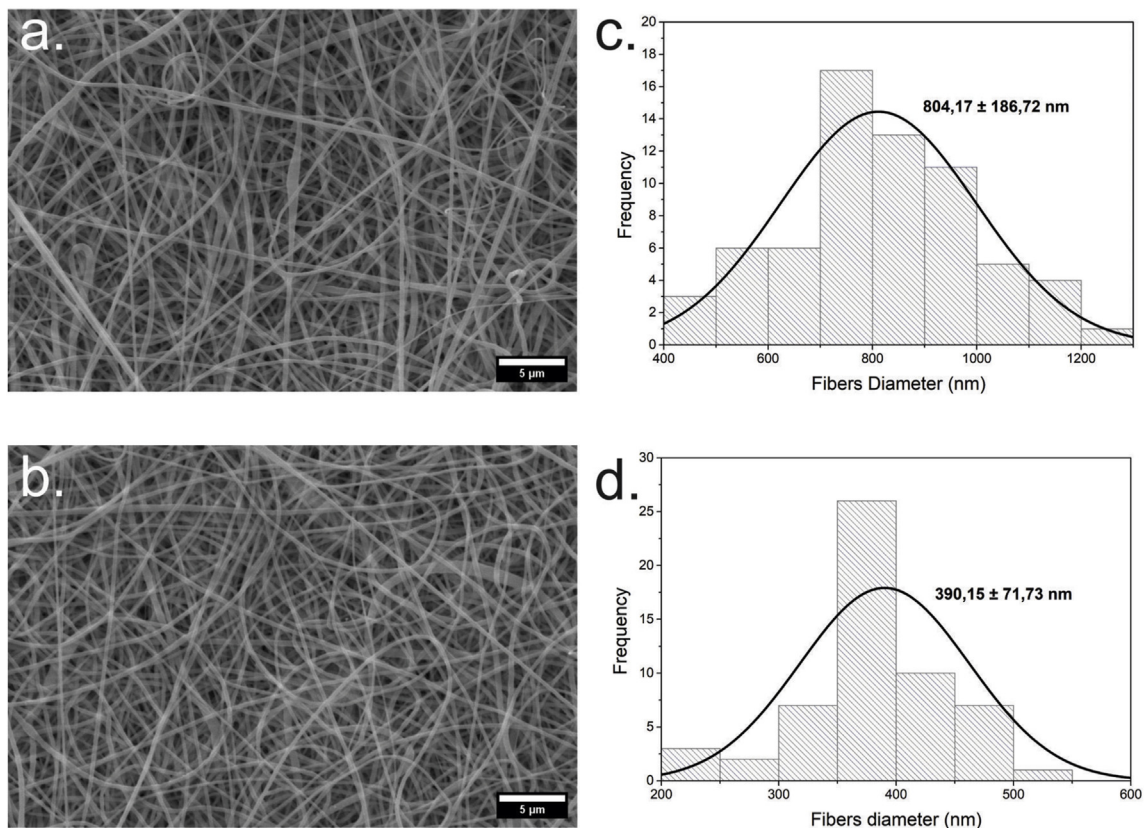 a.
5 µm
c.
20
18
16
14
12
10
8
6
4
2
0
Frequency
804,17 ± 186,72 nm
400
600
800
1000
1200
Fibers Diameter (nm)
b.
5 µm
d.
30
25
20
15
10
5
0
Frequency
390,15 ± 71,73 nm
200
300
400
500
600
Fibers diameter (nm)